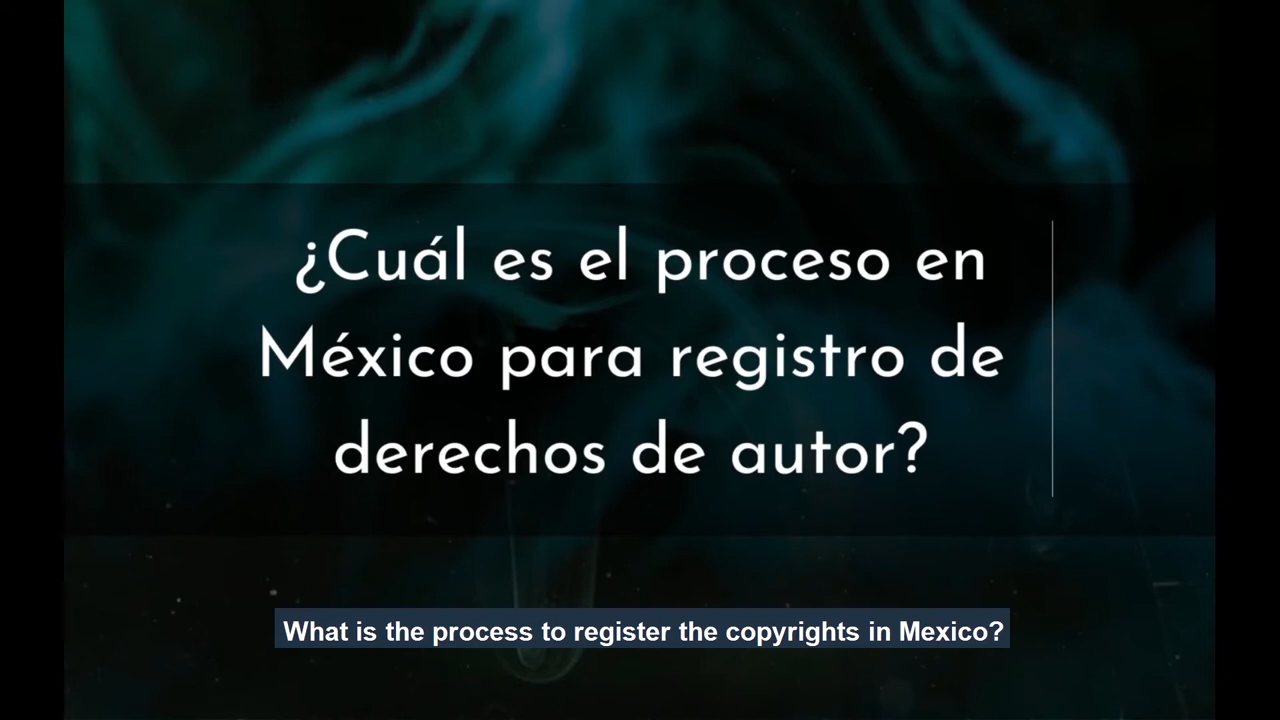 ¿Cuál es el proceso en
México para registro de
derechos de autor?
What is the process to register the copyrights in Mexico?